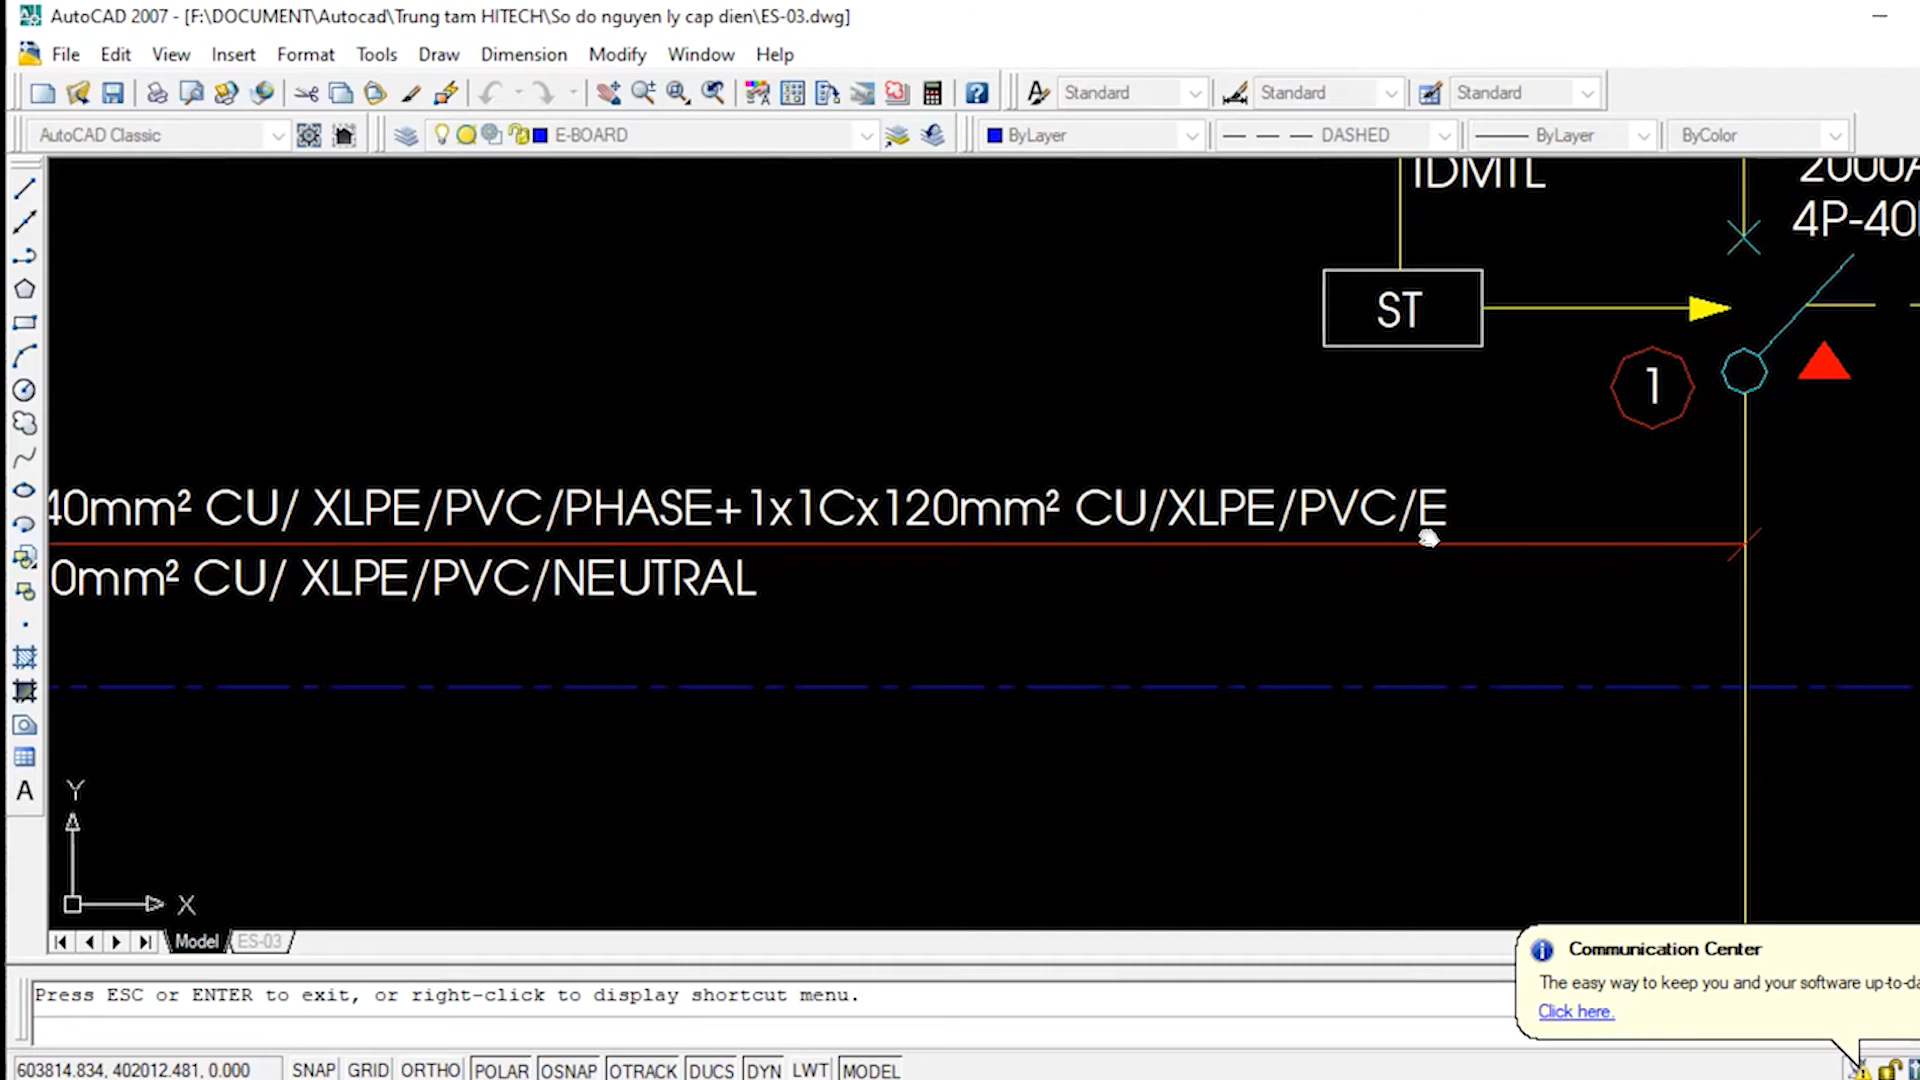 AutoCAD 2007 - [F:\DOCUMENT\Autocad\Trung tam HITECH\So do nguyen ly cap dien\ES-03.dwg]
File Edit View Insert Format Tools Draw Dimension Modify Window Help
Standard Standard Standard
AutoCAD Classic E-BOARD ByLayer DASHED ByLayer ByColor
IDMTL
2000A
4P-40
ST
1
40mm² CU/ XLPE/PVC/PHASE+1x1Cx120mm² CU/XLPE/PVC/E
0mm² CU/ XLPE/PVC/NEUTRAL
Y
X
Model ES-03
Communication Center
The easy way to keep you and your software up-to-da
Click here.
Press ESC or ENTER to exit, or right-click to display shortcut menu.
603814.834, 402012.481, 0.000 SNAP GRID ORTHO POLAR OSNAP OTRACK DUCS DYN LWT MODEL